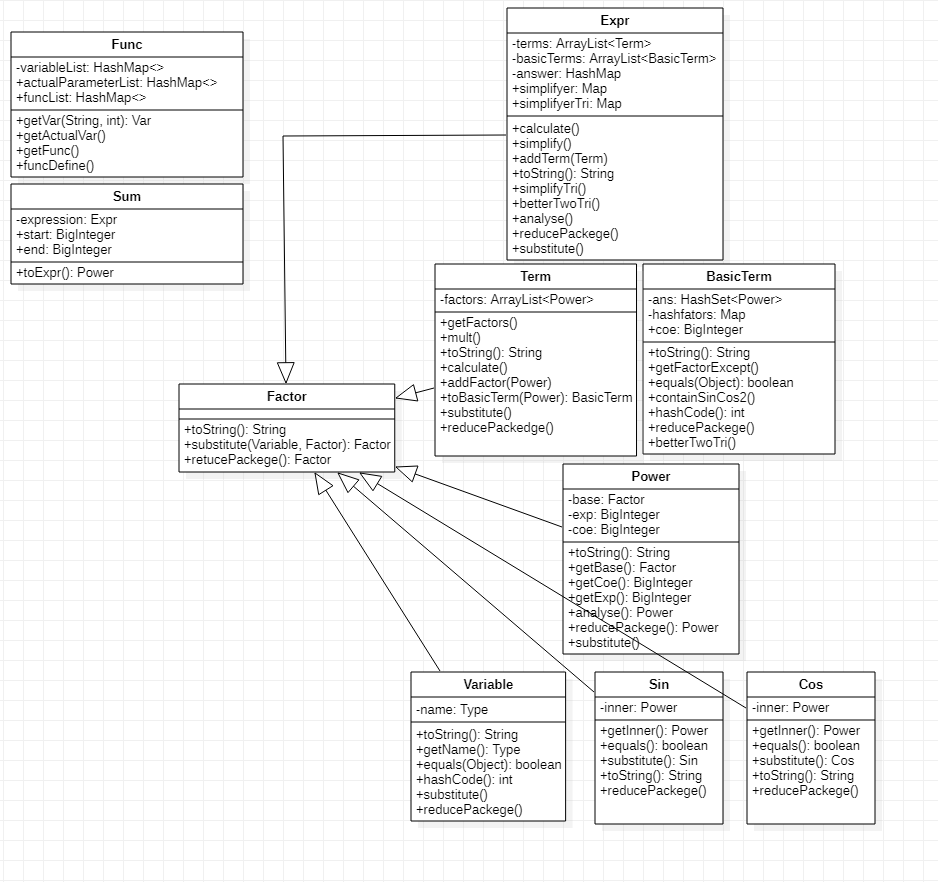 Func
-variableList: HashMap<>
+actualParameterList: HashMap<>
+funcList: HashMap<>
+getVar(String, int): Var
+getActualVar()
+getFunc()
+funcDefine()
Sum
-expression: Expr
+start: BigInteger
+end: BigInteger
+toExpr(): Power
Expr
-terms: ArrayList<Term>
-basicTerms: ArrayList<BasicTerm>
-answer: HashMap
+simplifyer: Map
+simplifyerTri: Map
+calculate()
+simplify()
+addTerm(Term)
+toString(): String
+simplifyTri()
+betterTwoTri()
+analyse()
+reducePackege()
+substitute()
Term
-factors: ArrayList<Power>
+getFactors()
+mult()
+toString(): String
+calculate()
+addFactor(Power)
+toBasicTerm(Power): BasicTerm
+substitute()
+reducePackedge()
BasicTerm
-ans: HashSet<Power>
-hashfators: Map
+coe: BigInteger
+toString(): String
+getFactorExcept()
+equals(Object): boolean
+containSinCos2()
+hashCode(): int
+reducePackege()
+betterTwoTri()
Factor
+toString(): String
+substitute(Variable, Factor): Factor
+retucePackege(): Factor
Power
-base: Factor
-exp: BigInteger
-coe: BigInteger
+toString(): String
+getBase(): Factor
+getCoe(): BigInteger
+getExp(): BigInteger
+analyse(): Power
+reducePackege(): Power
+substitute()
Variable
-name: Type
+toString(): String
+getName(): Type
+equals(Object): boolean
+hashCode(): int
+substitute()
+reducePackege()
Sin
-inner: Power
+getInner(): Power
+equals(): boolean
+substitute(): Sin
+toString(): String
+reducePackege()
Cos
-inner: Power
+getInner(): Power
+equals(): boolean
+substitute(): Cos
+toString(): String
+reducePackege()